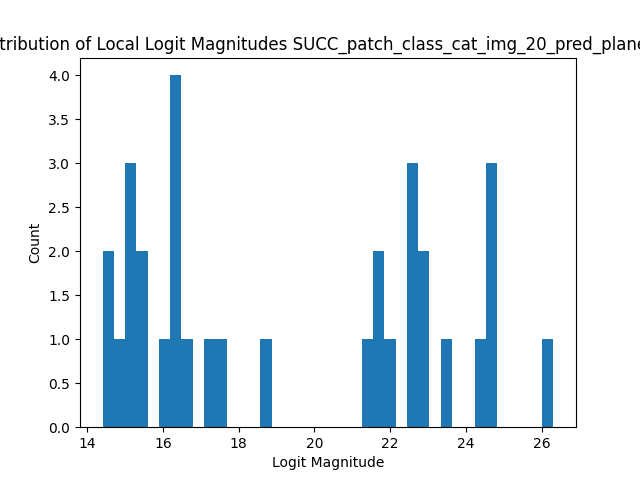 tribution of Local Logit Magnitudes SUCC_patch_class_cat_img_20_pred_plane
4.0
3.5
3.0
2.5
2.0
1.5
1.0
0.5
0.0
Count
14 16 18 20 22 24 26
Logit Magnitude